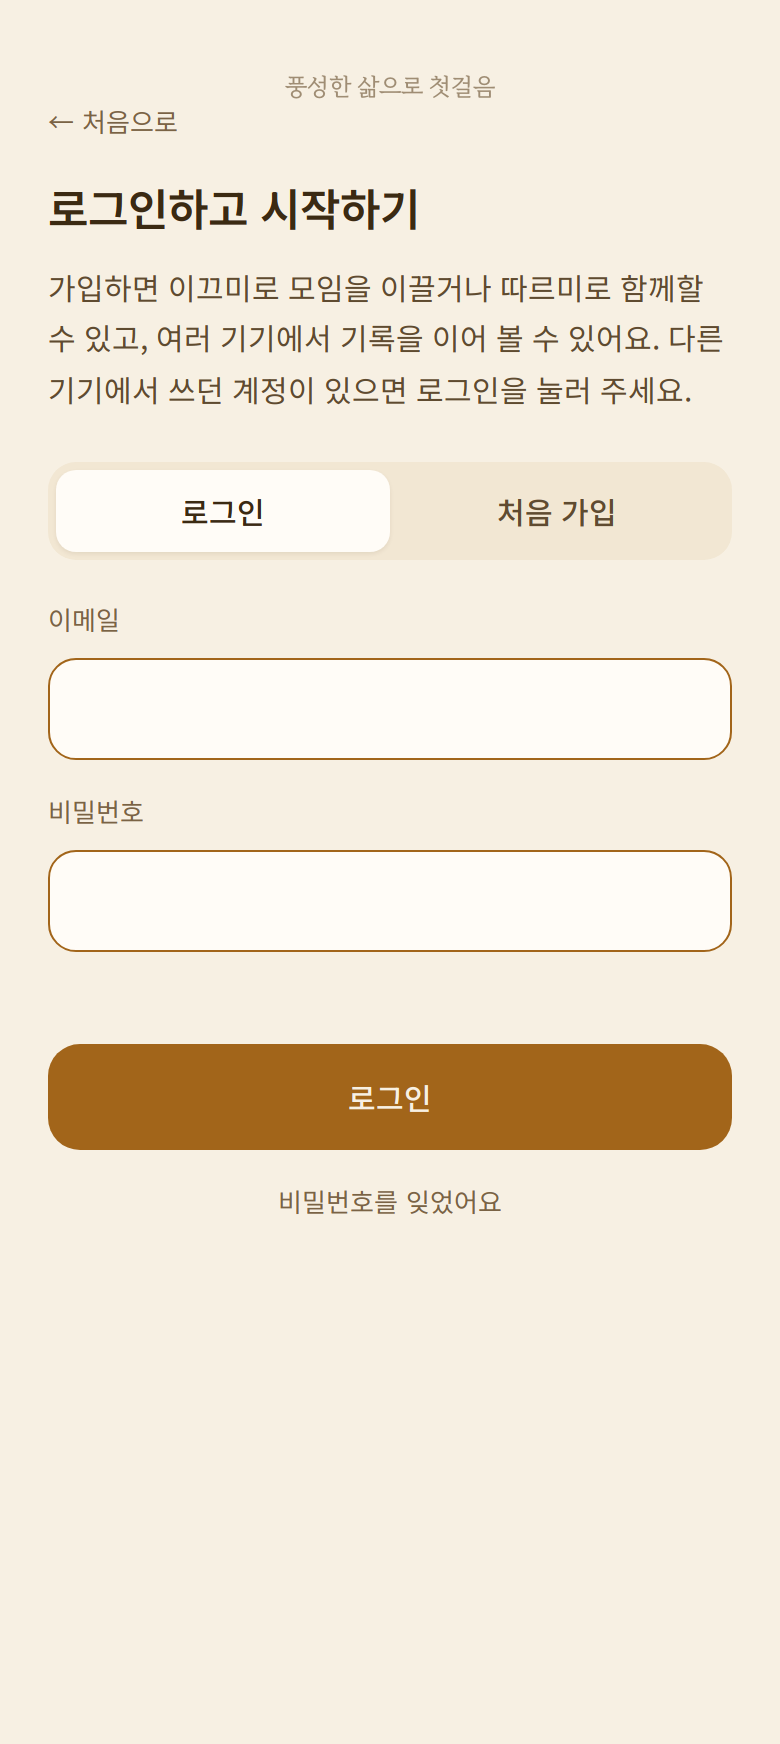 풍성한 삶으로 첫걸음
← 처음으로
로그인하고 시작하기
가입하면 이끄미로 모임을 이끌거나 따르미로 함께할
수 있고, 여러 기기에서 기록을 이어 볼 수 있어요. 다른
기기에서 쓰던 계정이 있으면 로그인을 눌러 주세요.
로그인 처음 가입
이메일
비밀번호
로그인
비밀번호를 잊었어요